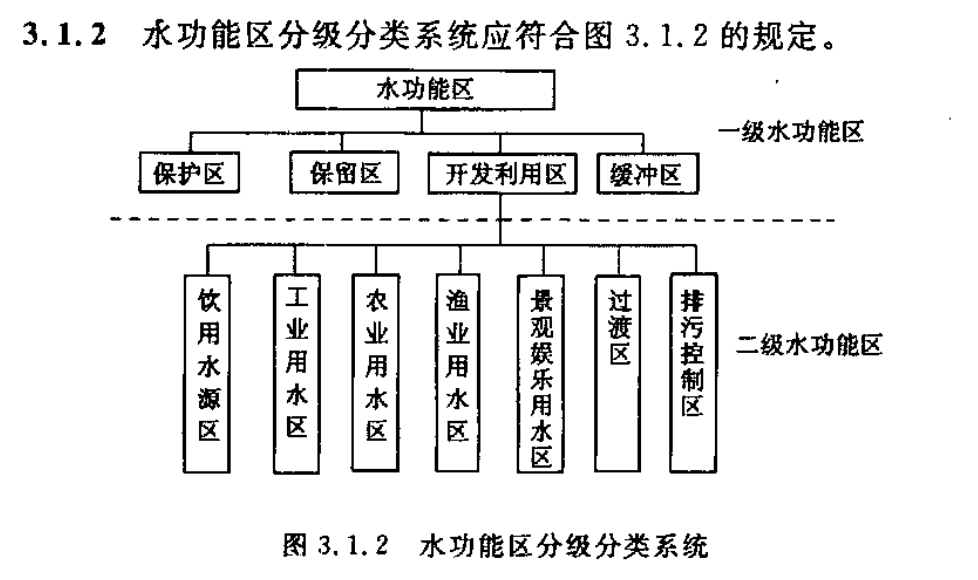 3.1.2 水功能区分级分类系统应符合图 3.1.2 的规定。
水功能区
一级水功能区
保护区 保留区 开发利用区 缓冲区
饮用水源区
工业用水区
农业用水区
渔业用水区
景观娱乐用水区
过渡区
排污控制区
二级水功能区
图 3.1.2 水功能区分级分类系统